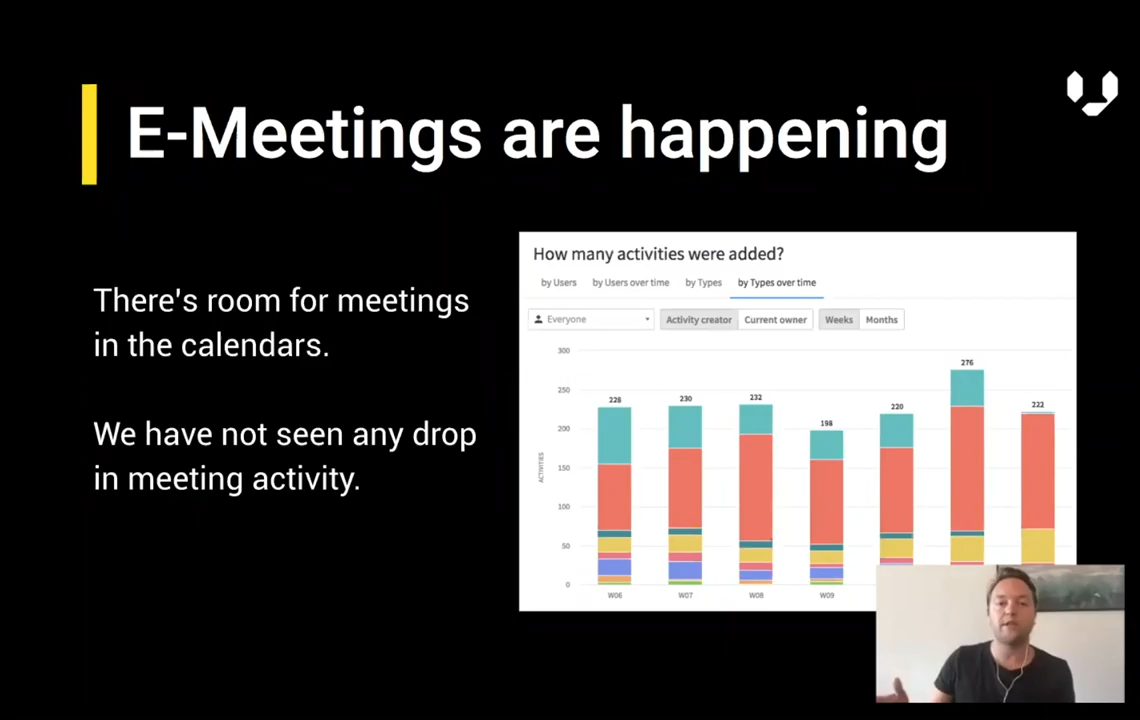 E-Meetings are happening
There's room for meetings
in the calendars.
We have not seen any drop
in meeting activity.
How many activities were added?
by Users by Users over time by Types by Types over time
Everyone Activity creator Current owner Weeks Months
ACTIVITIES
300
250
200
150
100
50
0
228 230 232 198 220 276 222
W06 W07 W08 W09